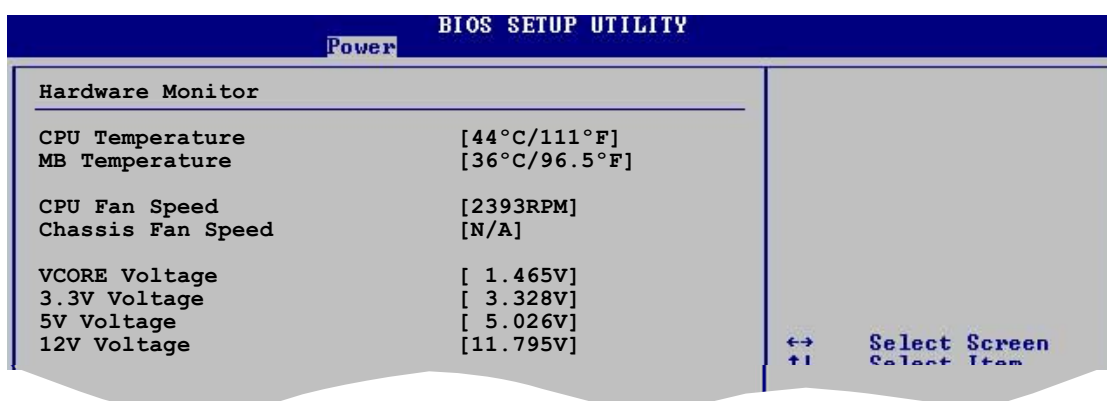 BIOS SETUP UTILITY
Power
Hardware Monitor
CPU Temperature [44°C/111°F]
MB Temperature [36°C/96.5°F]
CPU Fan Speed [2393RPM]
Chassis Fan Speed [N/A]
VCORE Voltage [ 1.465V]
3.3V Voltage [ 3.328V]
5V Voltage [ 5.026V]
12V Voltage [11.795V]
←→ Select Screen
↑↓ Select Item